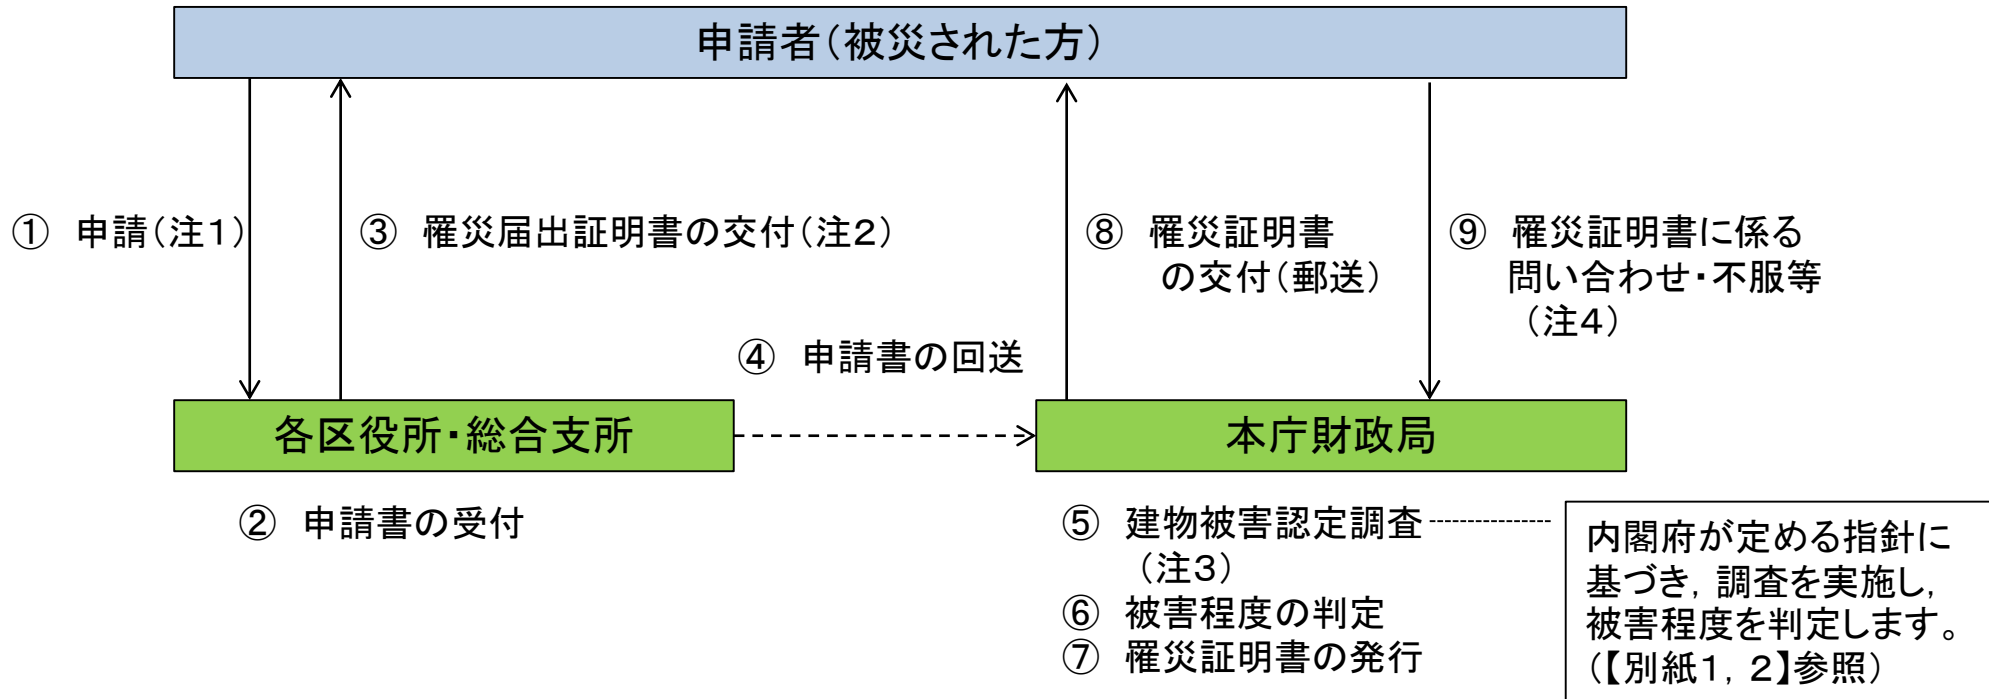 申請者(被災された方)
① 申請(注1)
③ 罹災届出証明書の交付(注2)
⑧ 罹災証明書
の交付(郵送)
⑨ 罹災証明書に係る
問い合わせ・不服等
(注4)
④ 申請書の回送
各区役所・総合支所
本庁財政局
② 申請書の受付
⑤ 建物被害認定調査
(注3)
⑥ 被害程度の判定
⑦ 罹災証明書の発行
内閣府が定める指針に
基づき,調査を実施し,
被害程度を判定します。
(【別紙1,2】参照)